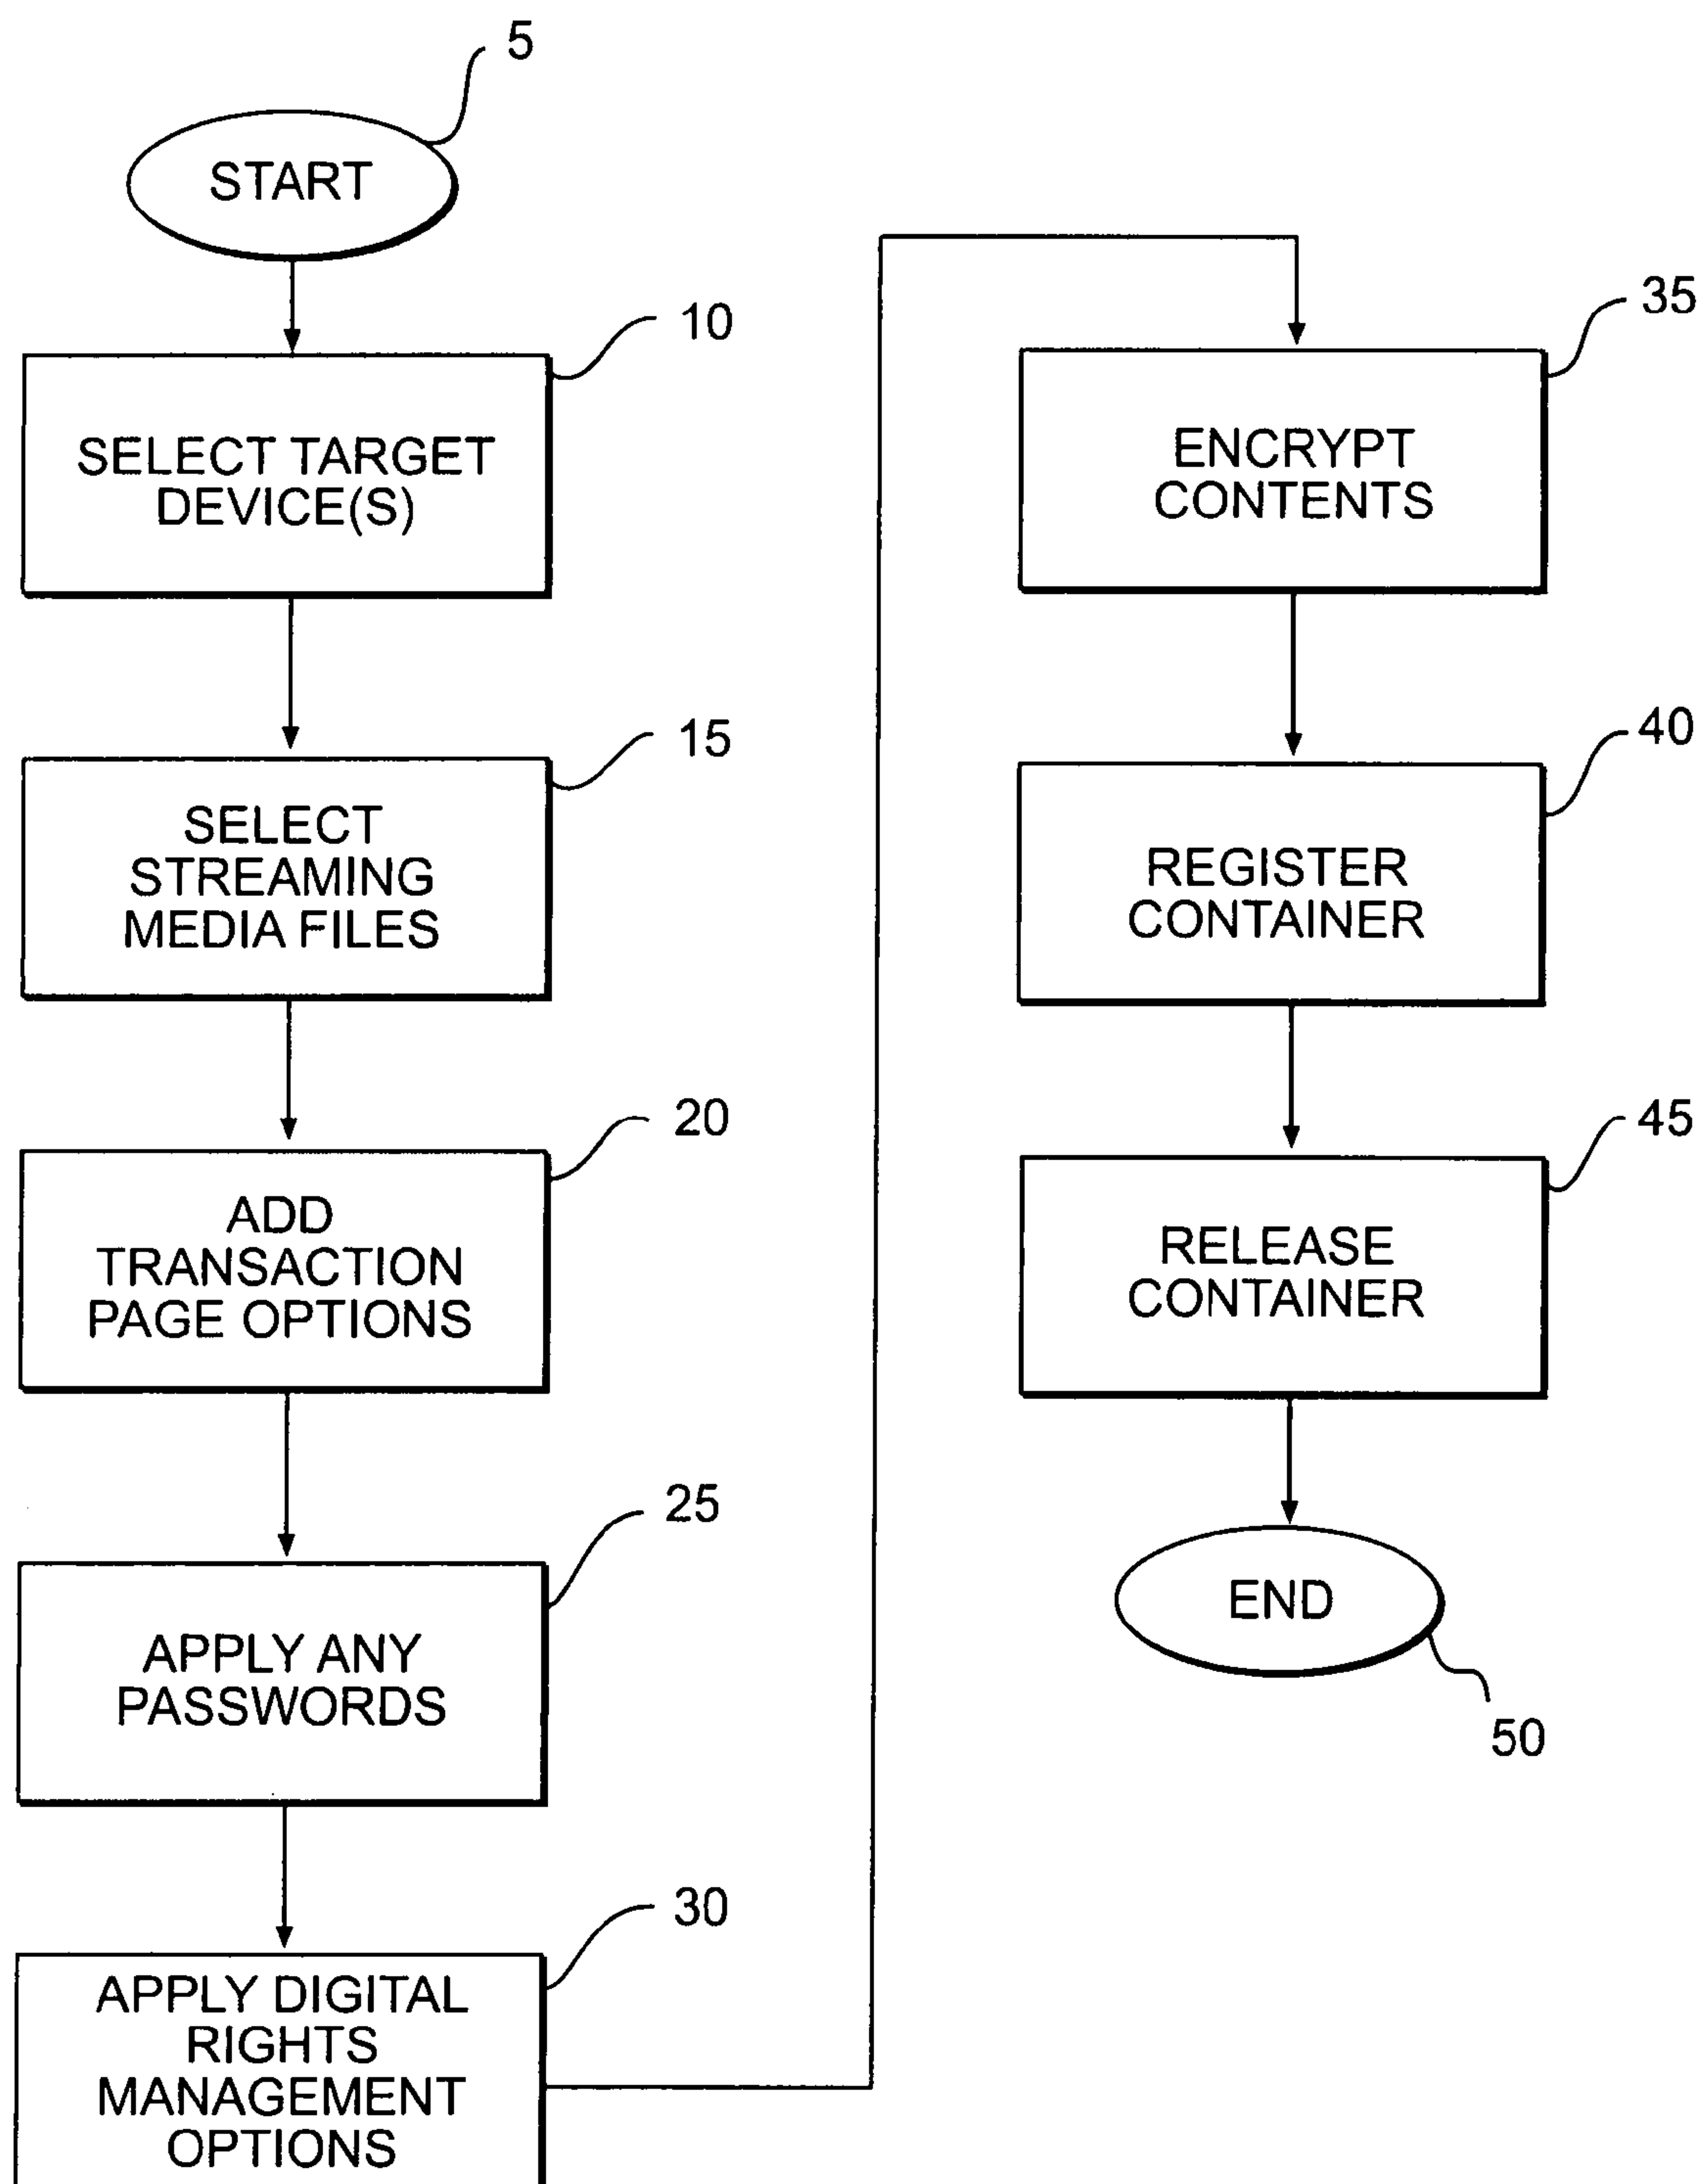 5
START
10
SELECT TARGET
DEVICE(S)
15
SELECT
STREAMING
MEDIA FILES
20
ADD
TRANSACTION
PAGE OPTIONS
25
APPLY ANY
PASSWORDS
30
APPLY DIGITAL
RIGHTS
MANAGEMENT
OPTIONS
35
ENCRYPT
CONTENTS
40
REGISTER
CONTAINER
45
RELEASE
CONTAINER
END
50